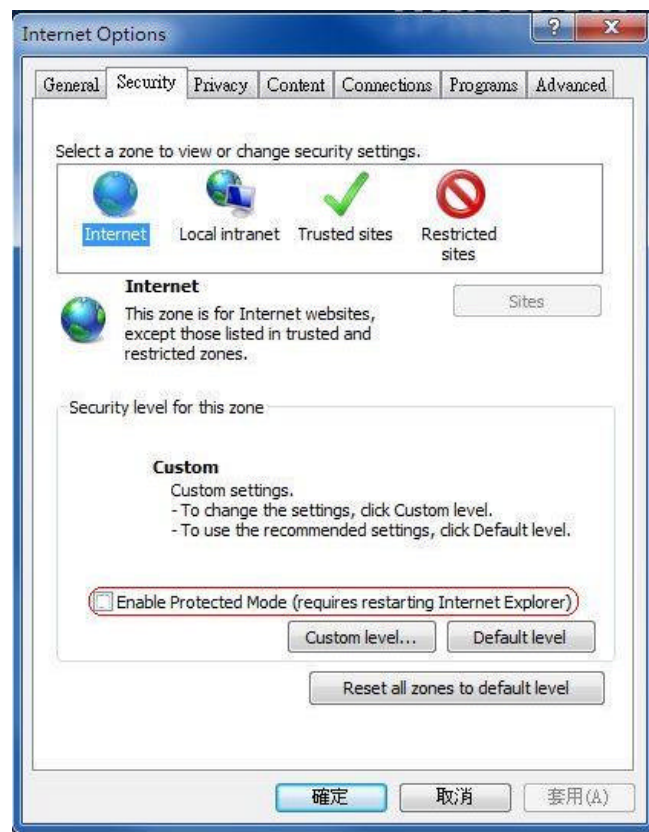 Internet Options
General Security Privacy Content Connections Programs Advanced
Select a zone to view or change security settings.
Internet Local intranet Trusted sites Restricted
sites
Internet
Sites
This zone is for Internet websites,
except those listed in trusted and
restricted zones.
Security level for this zone
Custom
Custom settings.
- To change the settings, click Custom level.
- To use the recommended settings, click Default level.
Enable Protected Mode (requires restarting Internet Explorer)
Custom level... Default level
Reset all zones to default level
確定 取消 套用(A)